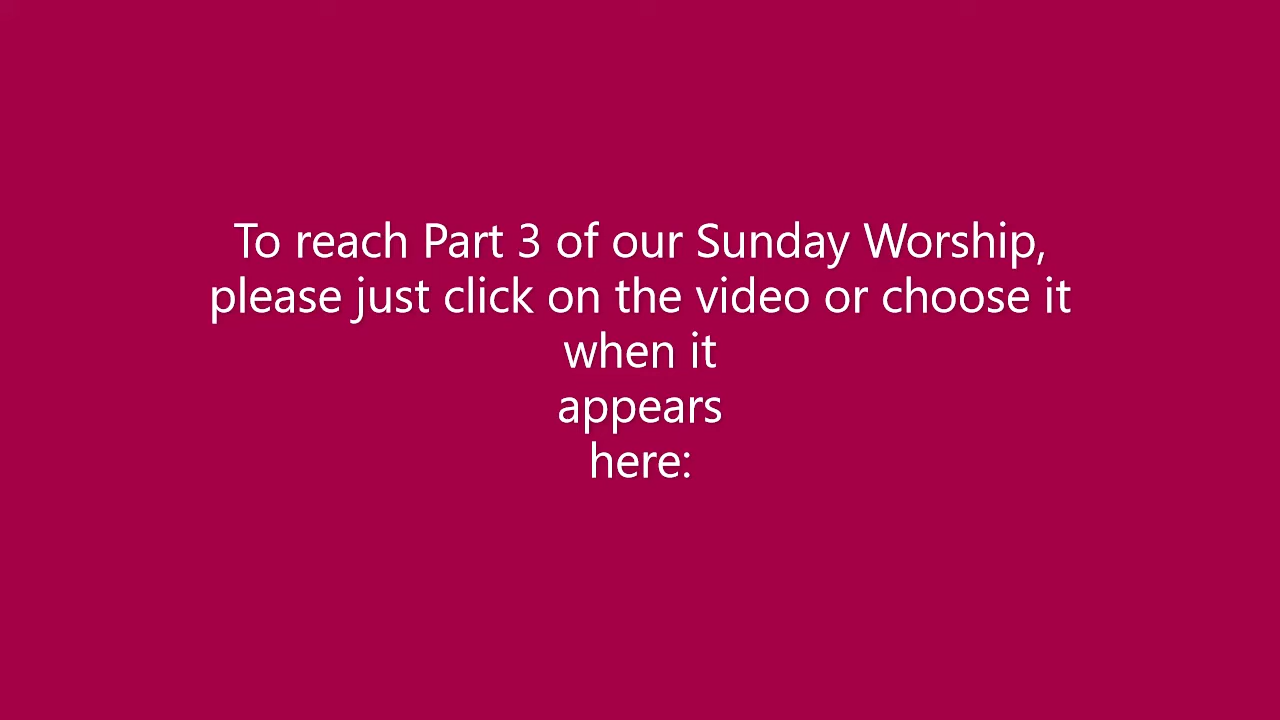 To reach Part 3 of our Sunday Worship,
please just click on the video or choose it
when it
appears
here: